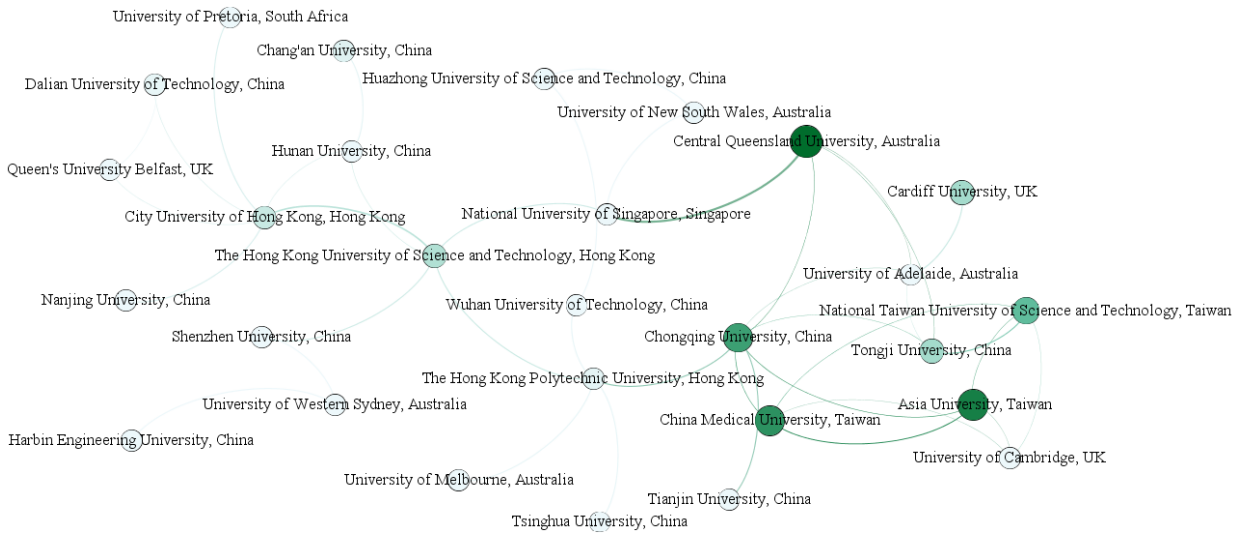 University of Pretoria, South Africa
Chang'an University, China
Dalian University of Technology, China
Huazhong University of Science and Technology, China
University of New South Wales, Australia
Central Queensland University, Australia
Hunan University, China
Queen's University Belfast, UK
Cardiff University, UK
City University of Hong Kong, Hong Kong
National University of Singapore, Singapore
The Hong Kong University of Science and Technology, Hong Kong
University of Adelaide, Australia
Nanjing University, China
Wuhan University of Technology, China
National Taiwan University of Science and Technology, Taiwan
Shenzhen University, China
Chongqing University, China
Tongji University, China
The Hong Kong Polytechnic University, Hong Kong
University of Western Sydney, Australia
Asia University, Taiwan
China Medical University, Taiwan
Harbin Engineering University, China
University of Cambridge, UK
University of Melbourne, Australia
Tianjin University, China
Tsinghua University, China